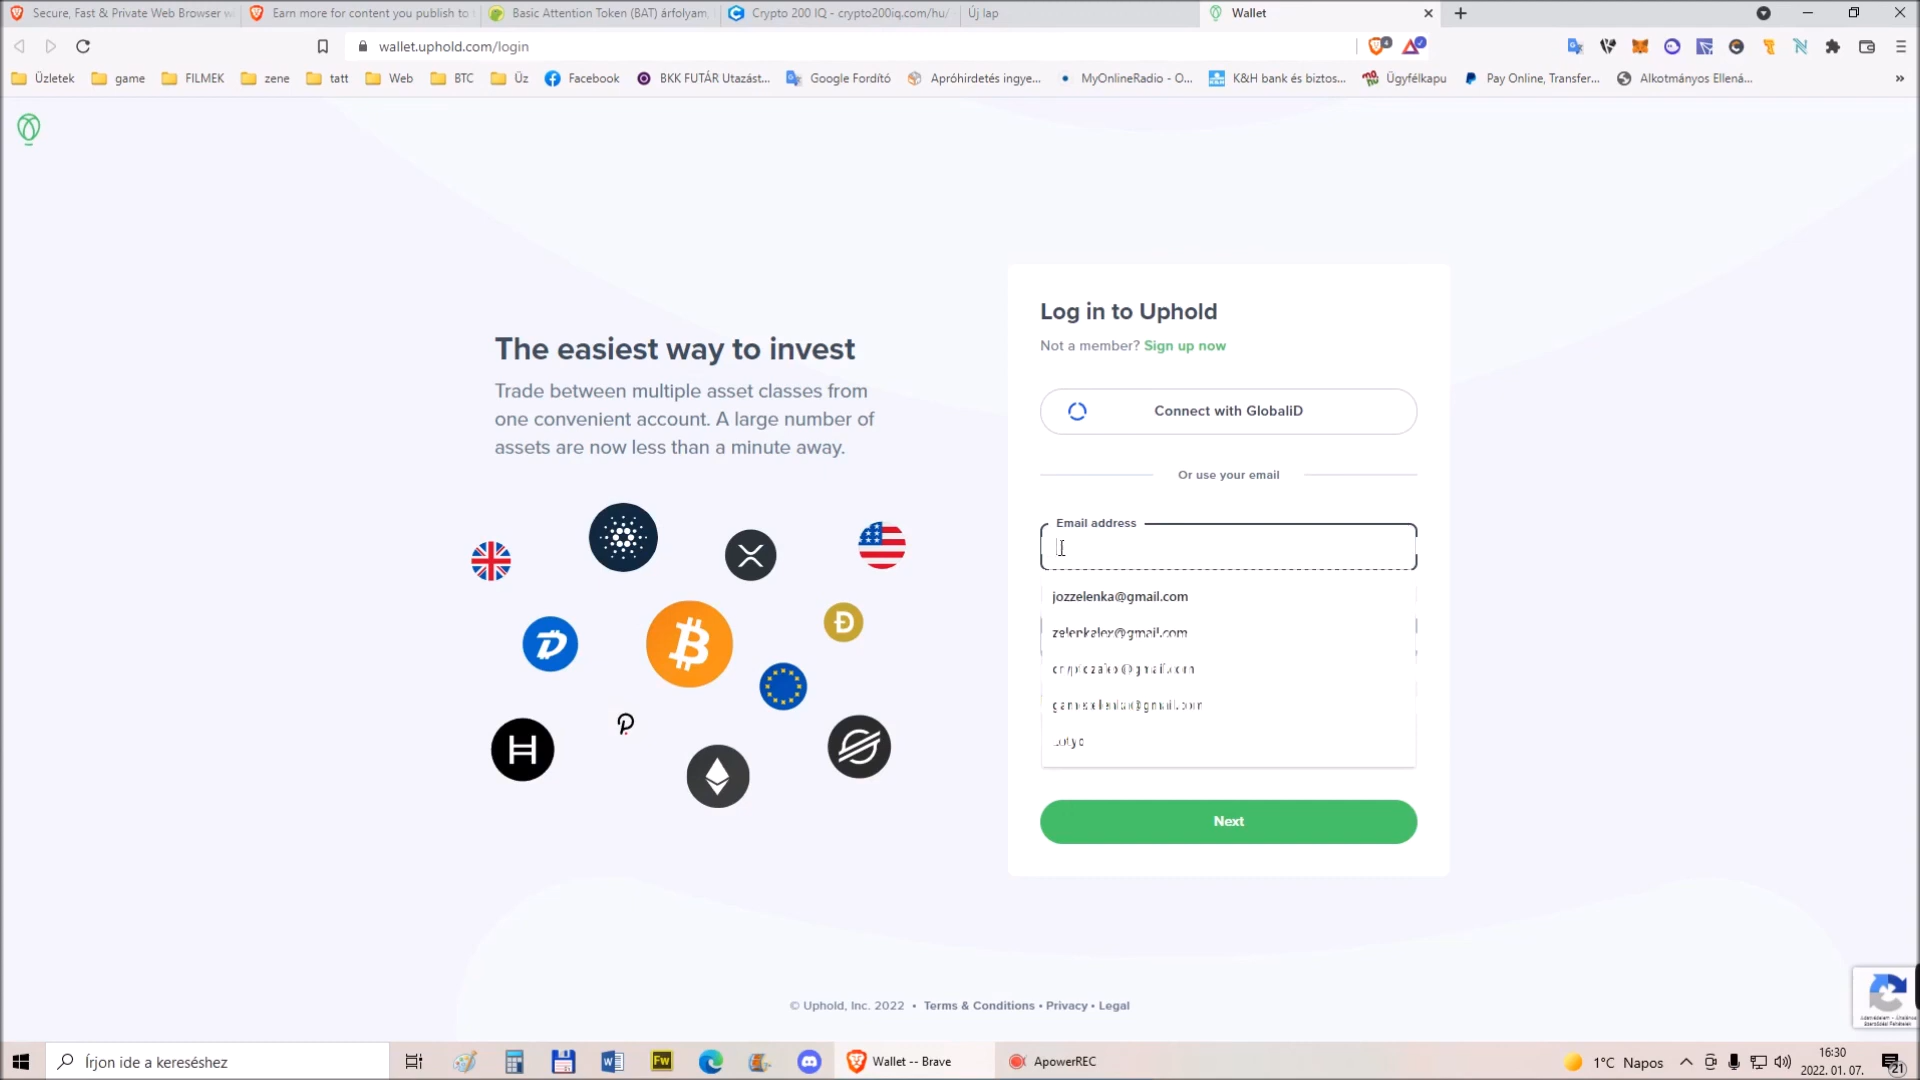 Secure, Fast & Private Web Browser wi
Earn more for content you publish to
Basic Attention Token (BAT) árfolyam,
Crypto 200 IQ - crypto200iq.com/hu/
Új lap
Wallet
wallet.uphold.com/login
Üzletek
game
FILMEK
zene
tatt
Web
BTC
Űz
Facebook
BKK FUTÁR Utazást...
Google Fordító
Apróhirdetés ingye...
MyOnlineRadio - O...
K&H bank és biztos...
Ügyfélkapu
Pay Online, Transfer...
Alkotmányos Ellená...
The easiest way to invest
Trade between multiple asset classes from
one convenient account. A large number of
assets are now less than a minute away.
Log in to Uphold
Not a member? Sign up now
Connect with GlobaliD
Or use your email
Email address
jozzelenka@gmail.com
Next
© Uphold, Inc. 2022 • Terms & Conditions • Privacy • Legal
Írjon ide a kereséshez
Wallet -- Brave
ApowerREC
1°C Napos
16:30
2022. 01. 07.
21